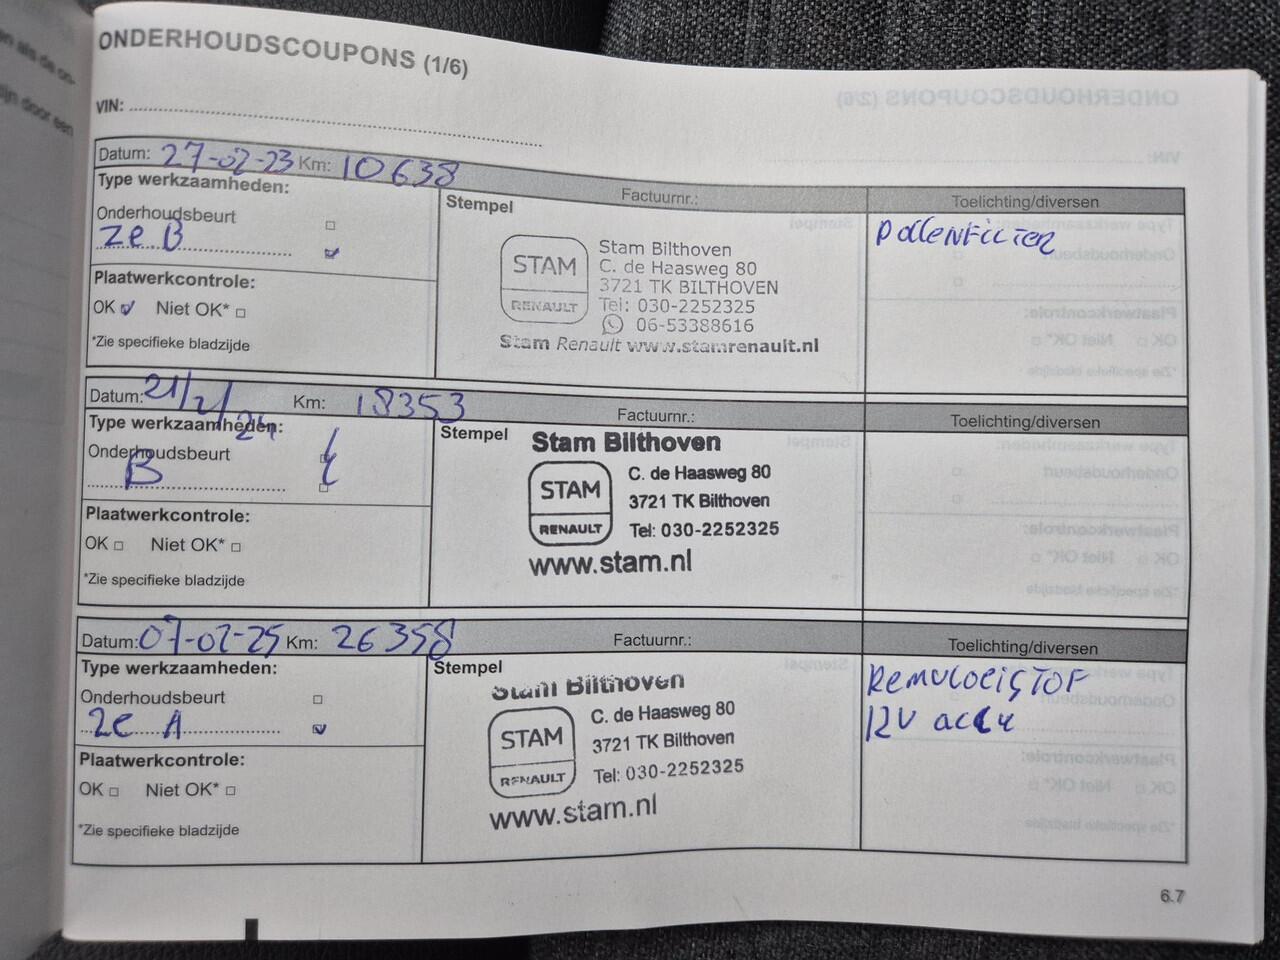 ONDERHOUDSCOUPONS (1/6)
VIN:
Datum: 27-02-23 Km: 10638
Factuurnr.:
Toelichting/diversen
Type werkzaamheden:
Onderhoudsbeurt
ze B
Plaatwerkcontrole:
OK Niet OK*
*Zie specifieke bladzijde
Stempel
STAM
RENAULT
Stam Bilthoven
C. de Haasweg 80
3721 TK BILTHOVEN
Tel: 030-2252325
06-53388616
Stam Renault www.stamrenault.nl
pollenfilter
Datum: 21/2/24 Km: 18353
Factuurnr.:
Toelichting/diversen
Type werkzaamheden:
Onderhoudsbeurt
B
Plaatwerkcontrole:
OK Niet OK*
*Zie specifieke bladzijde
Stempel
Stam Bilthoven
STAM
RENAULT
C. de Haasweg 80
3721 TK Bilthoven
Tel: 030-2252325
www.stam.nl
Datum: 07-02-25 Km: 26358
Factuurnr.:
Toelichting/diversen
Type werkzaamheden:
Onderhoudsbeurt
ze A
Plaatwerkcontrole:
OK Niet OK*
*Zie specifieke bladzijde
Stempel
Stam Bilthoven
STAM
RENAULT
C. de Haasweg 80
3721 TK Bilthoven
Tel: 030-2252325
www.stam.nl
Remvloeistof
12V accu
6.7